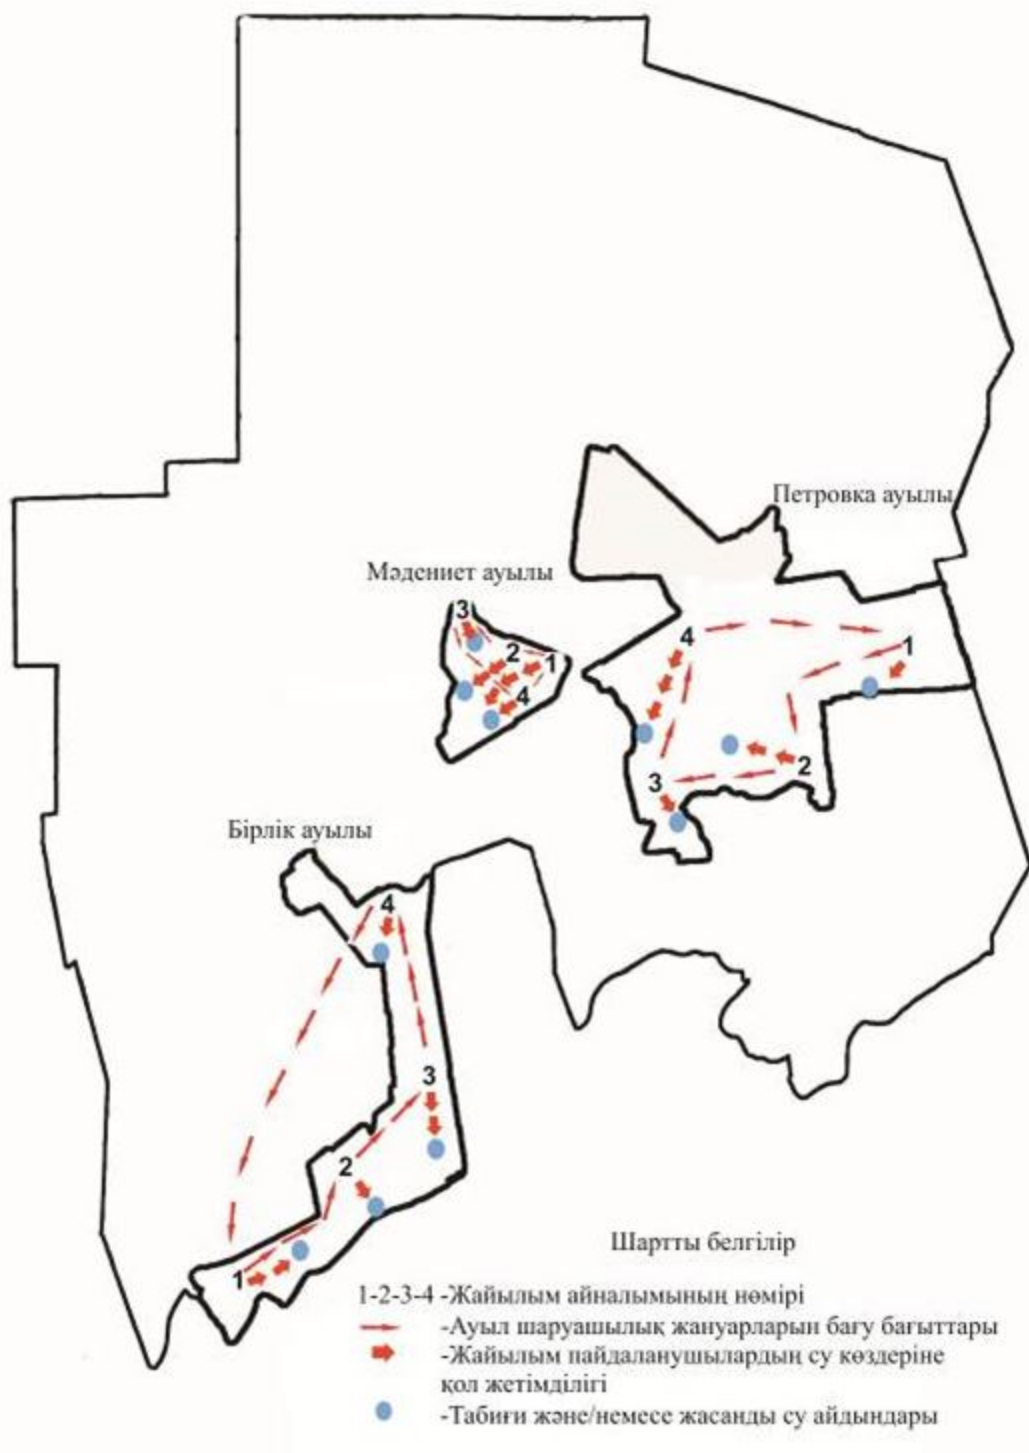 Петровка ауылы
Мәдениет ауылы
3
2
1
4
4
1
2
3
Бірлік ауылы
4
3
2
1
Шартты белгілір
1-2-3-4 -Жайылым айналымының нөмірі
-Ауыл шаруашылық жануарларын бағу бағыттары
-Жайылым пайдаланушылардың су көздеріне
қол жетімділігі
-Табиғи және/немесе жасанды су айдындары